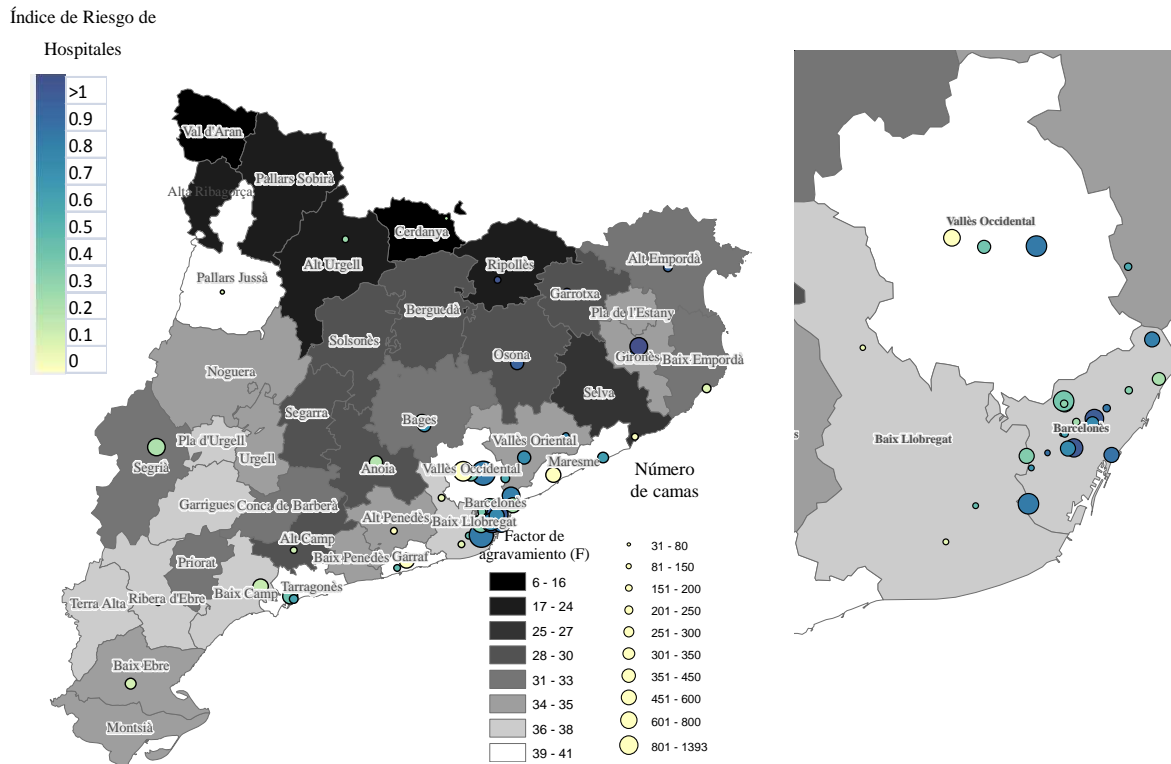 Índice de Riesgo de
Hospitales
>1
0.9
0.8
0.7
0.6
0.5
0.4
0.3
0.2
0.1
0
Val d'Aran
Alta Ribagorça
Pallars Sobirà
Cerdanya
Pallars Jussà
Alt Urgell
Ripollès
Alt Empordà
Garrotxa
Berguedà
Pla de l'Estany
Solsonès
Osona
Gironès
Baix Empordà
Noguera
Selva
Segarra
Bages
Pla d'Urgell
Vallès Oriental
Segrià
Urgell
Anoia
Vallès Occidental
Maresme
Garrigues
Conca de Barberà
Barcelonès
Alt Penedès
Baix Llobregat
Alt Camp
Baix Penedès
Garraf
Priorat
Terra Alta
Ribera d'Ebre
Baix Camp
Tarragonès
Baix Ebre
Montsià
Factor de
agravamiento (F)
6 - 16
17 - 24
25 - 27
28 - 30
31 - 33
34 - 35
36 - 38
39 - 41
Número
de camas
31 - 80
81 - 150
151 - 200
201 - 250
251 - 300
301 - 350
351 - 450
451 - 600
601 - 800
801 - 1393
Vallès Occidental
Baix Llobregat
Barcelonès